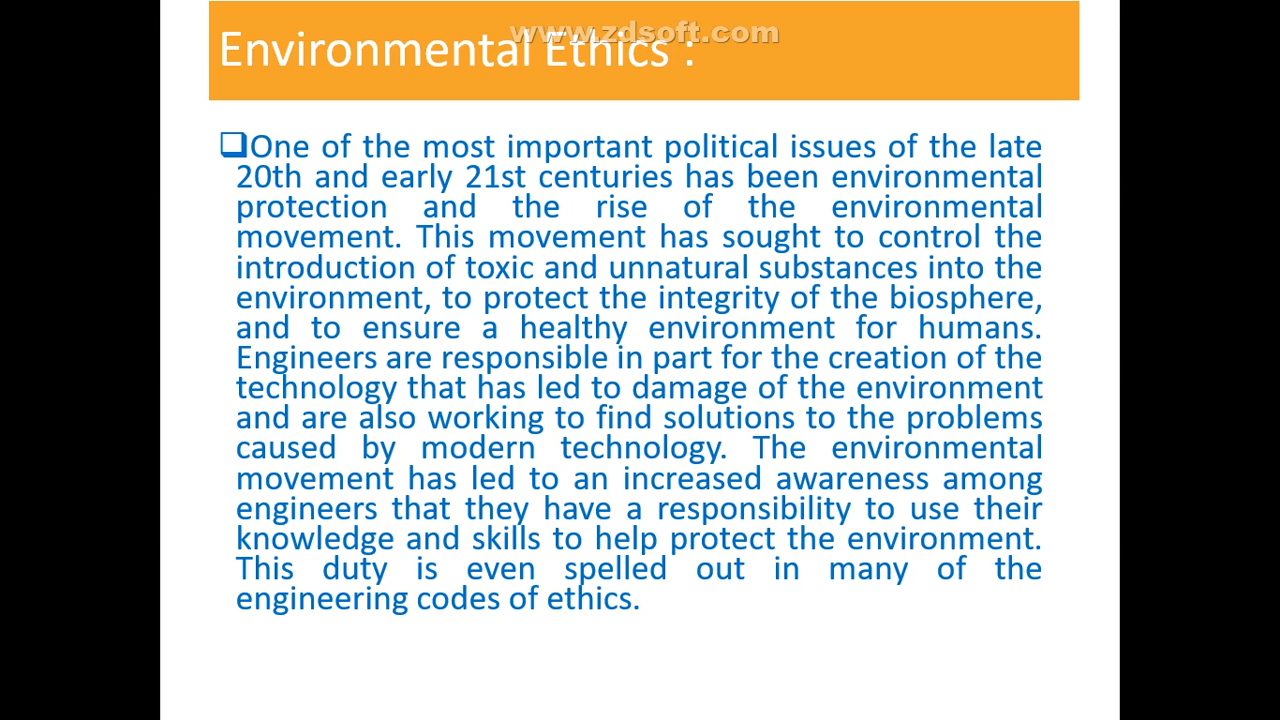 www.zdsoft.com
Environmental Ethics :
❑One of the most important political issues of the late
20th and early 21st centuries has been environmental
protection and the rise of the environmental
movement. This movement has sought to control the
introduction of toxic and unnatural substances into the
environment, to protect the integrity of the biosphere,
and to ensure a healthy environment for humans.
Engineers are responsible in part for the creation of the
technology that has led to damage of the environment
and are also working to find solutions to the problems
caused by modern technology. The environmental
movement has led to an increased awareness among
engineers that they have a responsibility to use their
knowledge and skills to help protect the environment.
This duty is even spelled out in many of the
engineering codes of ethics.